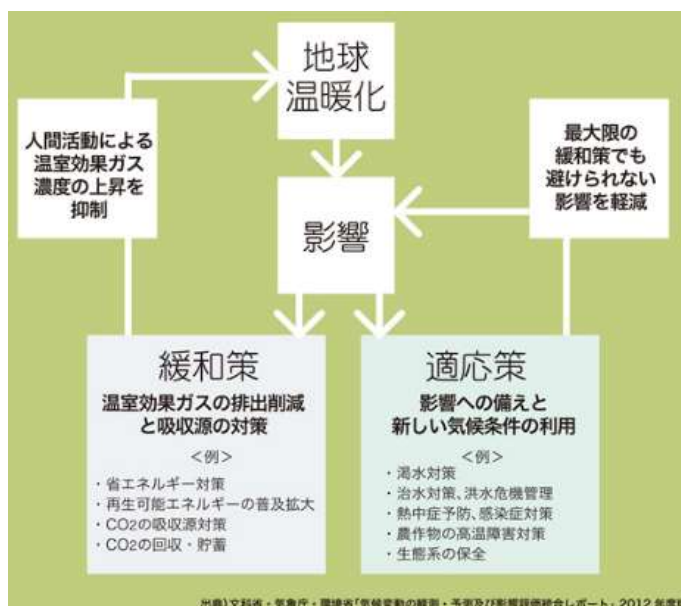 地球
温暖化
人間活動による
温室効果ガス
濃度の上昇を
抑制
最大限の
緩和策でも
避けられない
影響を軽減
影響
緩和策
温室効果ガスの排出削減
と吸収源の対策
<例>
・省エネルギー対策
・再生可能エネルギーの普及拡大
・CO2の吸収源対策
・CO2の回収・貯蓄
適応策
影響への備えと
新しい気候条件の利用
<例>
・渇水対策
・治水対策、洪水危機管理
・熱中症予防、感染症対策
・農作物の高温障害対策
・生態系の保全
出典)文科省・気象庁・環境省「気候変動の観測・予測及び影響評価統合レポート」2012年度